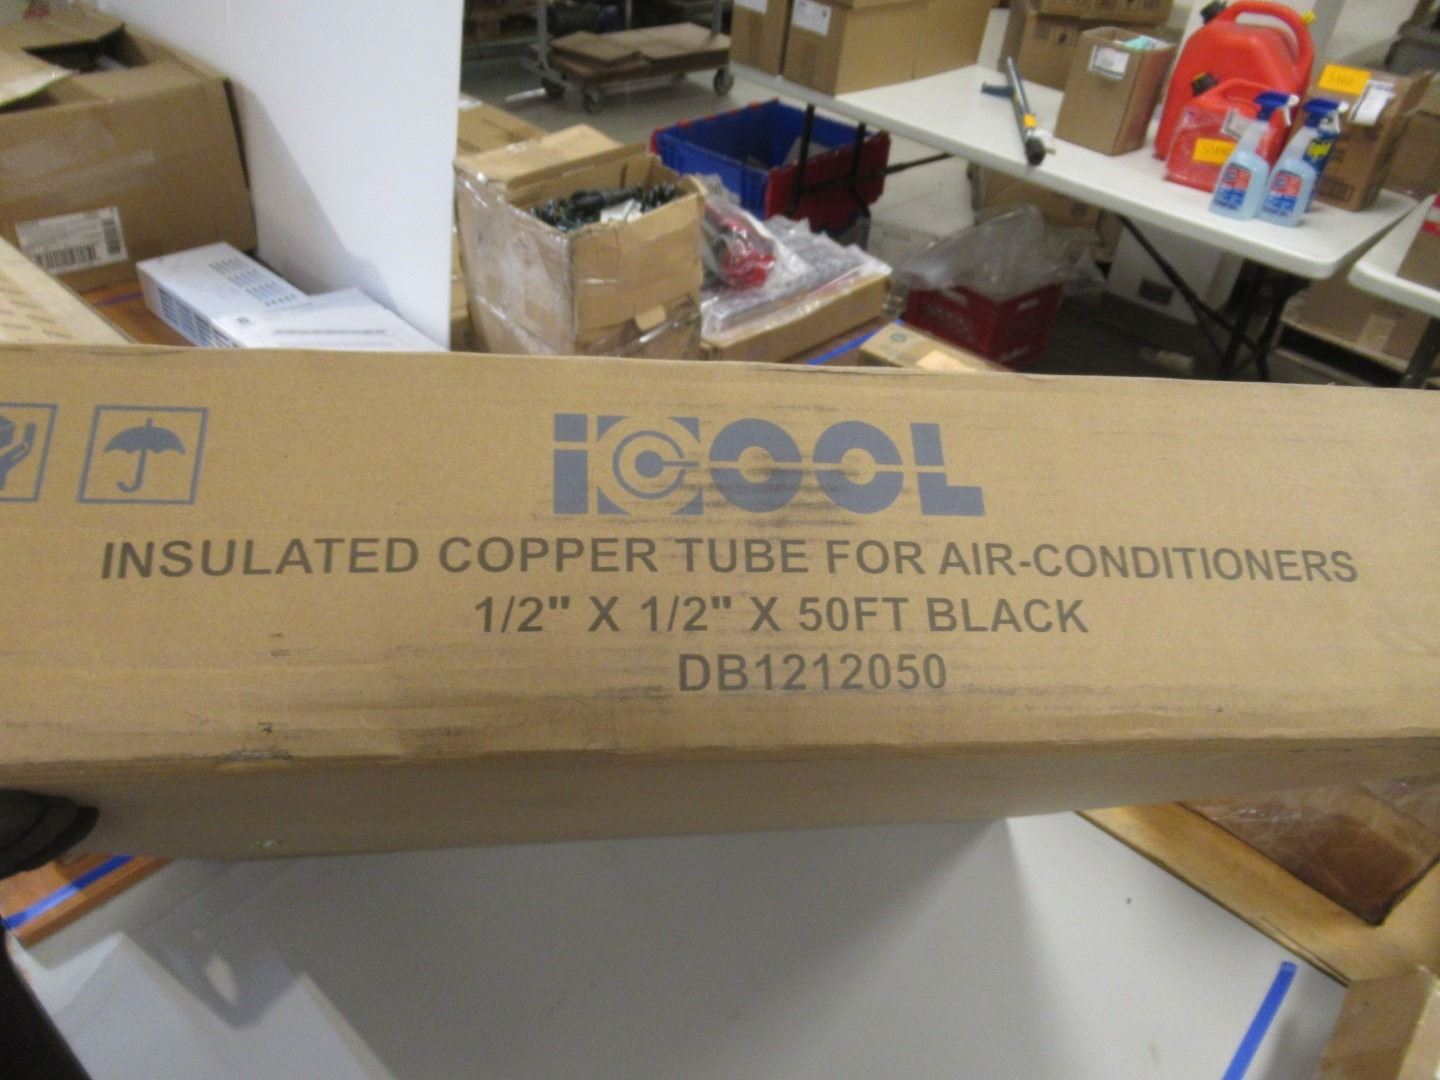 iCOOL
INSULATED COPPER TUBE FOR AIR-CONDITIONERS
1/2" X 1/2" X 50FT BLACK
DB1212050